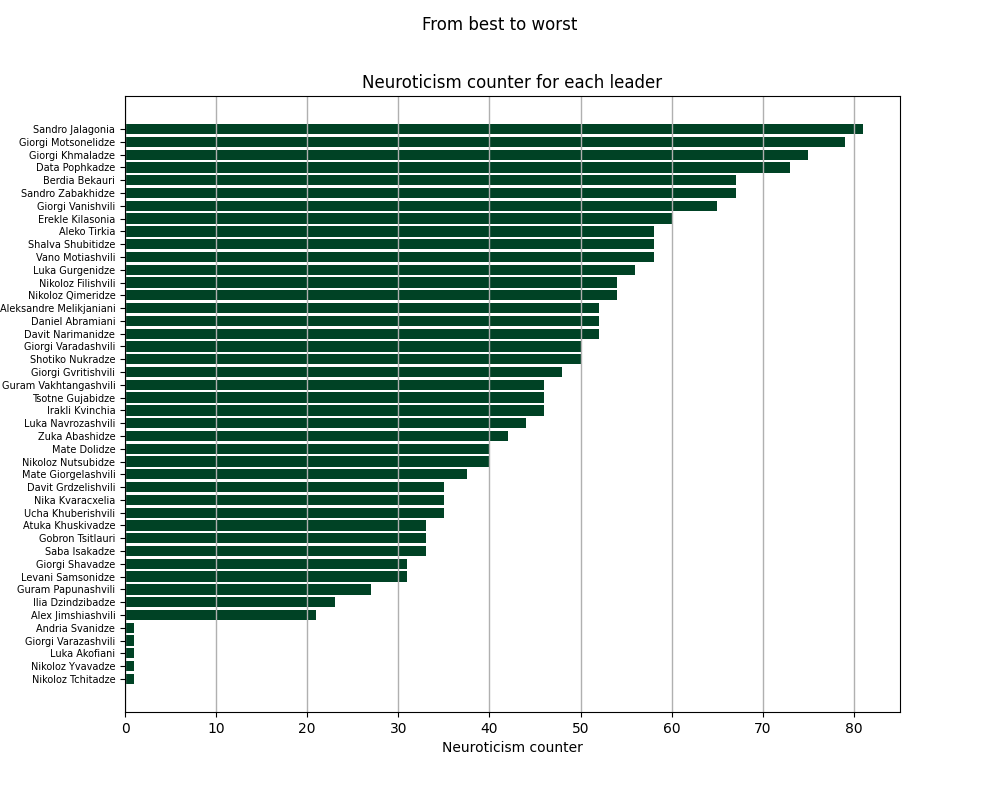 From best to worst
Neuroticism counter for each leader
Sandro Jalagonia
Giorgi Motsonelidze
Giorgi Khmaladze
Data Pophkadze
Berdia Bekauri
Sandro Zabakhidze
Giorgi Vanishvili
Erekle Kilasonia
Aleko Tirkia
Shalva Shubitidze
Vano Motiashvili
Luka Gurgenidze
Nikoloz Filishvili
Nikoloz Qimeridze
Aleksandre Melikjaniani
Daniel Abramiani
Davit Narimanidze
Giorgi Varadashvili
Shotiko Nukradze
Giorgi Gvritishvili
Guram Vakhtangashvili
Tsotne Gujabidze
Irakli Kvinchia
Luka Navrozashvili
Zuka Abashidze
Mate Dolidze
Nikoloz Nutsubidze
Mate Giorgelashvili
Davit Grdzelishvili
Nika Kvaracxelia
Ucha Khuberishvili
Atuka Khuskivadze
Gobron Tsitlauri
Saba Isakadze
Giorgi Shavadze
Levani Samsonidze
Guram Papunashvili
Ilia Dzindzibadze
Alex Jimshiashvili
Andria Svanidze
Giorgi Varazashvili
Luka Akofiani
Nikoloz Yvavadze
Nikoloz Tchitadze
0 10 20 30 40 50 60 70 80
Neuroticism counter